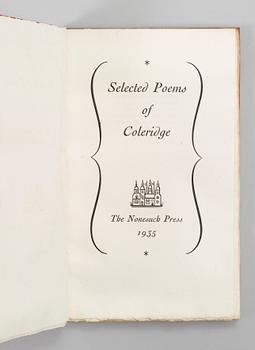 *
Selected Poems
of
Coleridge
The Nonesuch Press
1935
*